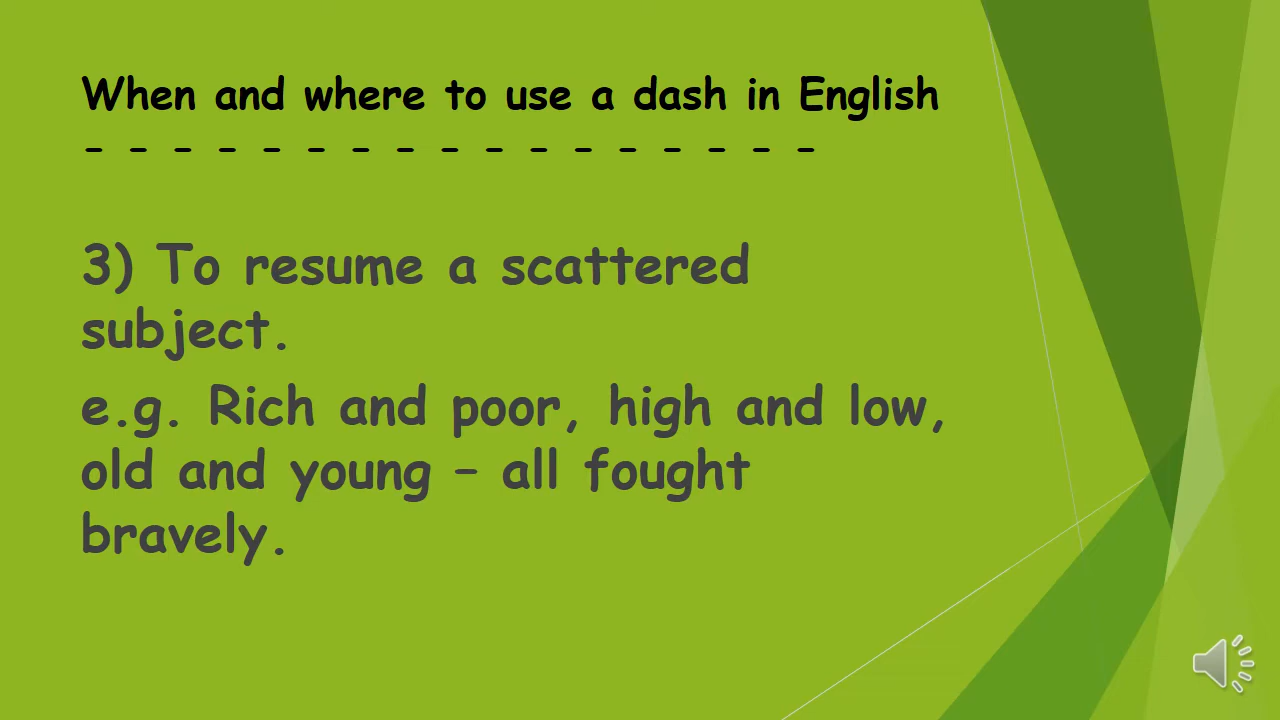 When and where to use a dash in English
- - - - - - - - - - - - - - - - -
3) To resume a scattered
subject.
e.g. Rich and poor, high and low,
old and young – all fought
bravely.